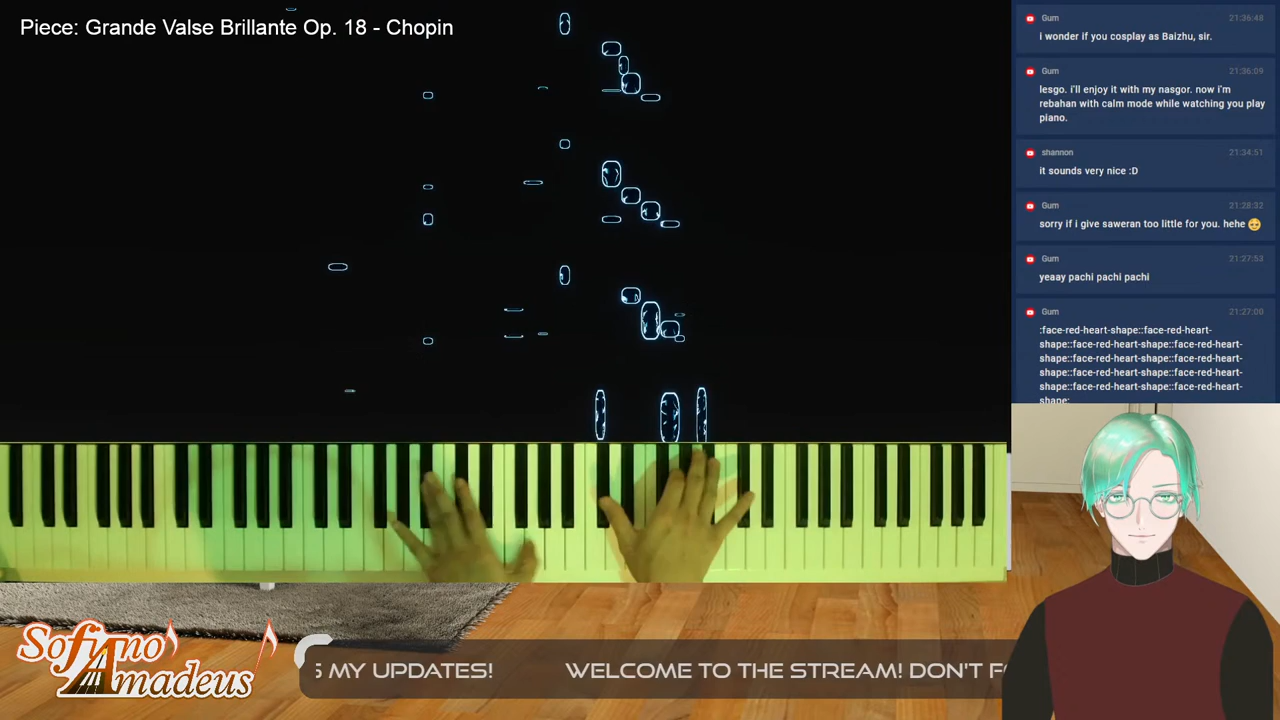 Piece: Grande Valse Brillante Op. 18 - Chopin
Gum 21:36:48
i wonder if you cosplay as Baizhu, sir.
Gum 21:36:09
lesgo. i'll enjoy it with my nasgor. now i'm
rebahan with calm mode while watching you play
piano.
shannon 21:34:51
it sounds very nice :D
Gum 21:28:32
sorry if i give saweran too little for you. hehe 🥺
Gum 21:27:53
yeaay pachi pachi pachi
Gum 21:27:00
:face-red-heart-shape::face-red-heart-
shape::face-red-heart-shape::face-red-heart-
shape::face-red-heart-shape::face-red-heart-
shape::face-red-heart-shape::face-red-heart-
shape::face-red-heart-shape::face-red-heart-
shape:
Sofiano
Amadeus
S MY UPDATES! WELCOME TO THE STREAM! DON'T